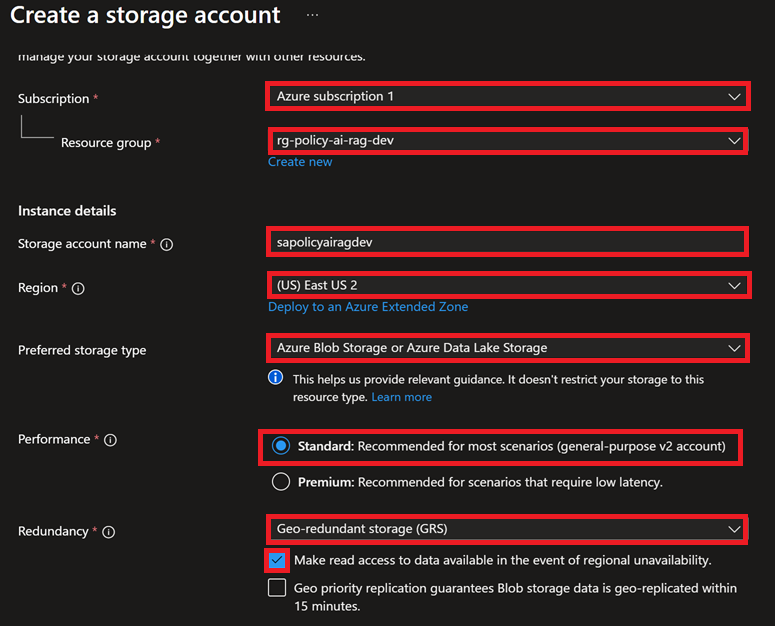 Create a storage account ...
manage your storage account together with other resources.
Subscription * Azure subscription 1
Resource group * rg-policy-ai-rag-dev
Create new
Instance details
Storage account name * sapolicyairagdev
Region * (US) East US 2
Deploy to an Azure Extended Zone
Preferred storage type Azure Blob Storage or Azure Data Lake Storage
This helps us provide relevant guidance. It doesn't restrict your storage to this
resource type. Learn more
Performance * Standard: Recommended for most scenarios (general-purpose v2 account)
Premium: Recommended for scenarios that require low latency.
Redundancy * Geo-redundant storage (GRS)
Make read access to data available in the event of regional unavailability.
Geo priority replication guarantees Blob storage data is geo-replicated within
15 minutes.